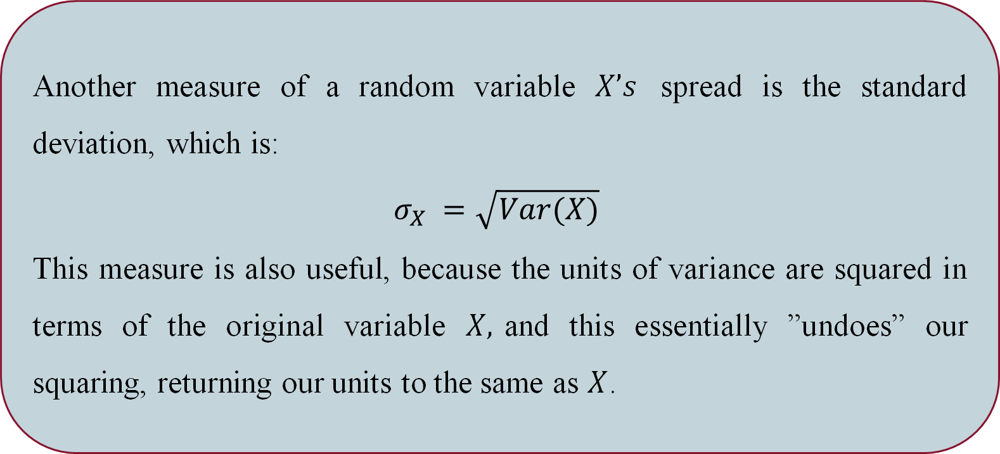 Another measure of a random variable X's spread is the standard
deviation, which is:
σ_X = √Var(X)
This measure is also useful, because the units of variance are squared in
terms of the original variable X, and this essentially ”undoes” our
squaring, returning our units to the same as X.